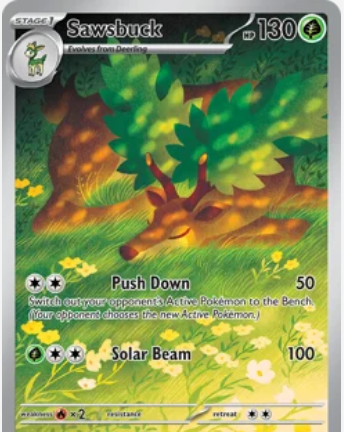 STAGE 1
Sawsbuck
HP 130
Evolves from Deerling
Push Down 50
Switch out your opponent's Active Pokémon to the Bench.
(Your opponent chooses the new Active Pokémon.)
Solar Beam 100
weakness ×2 resistance retreat